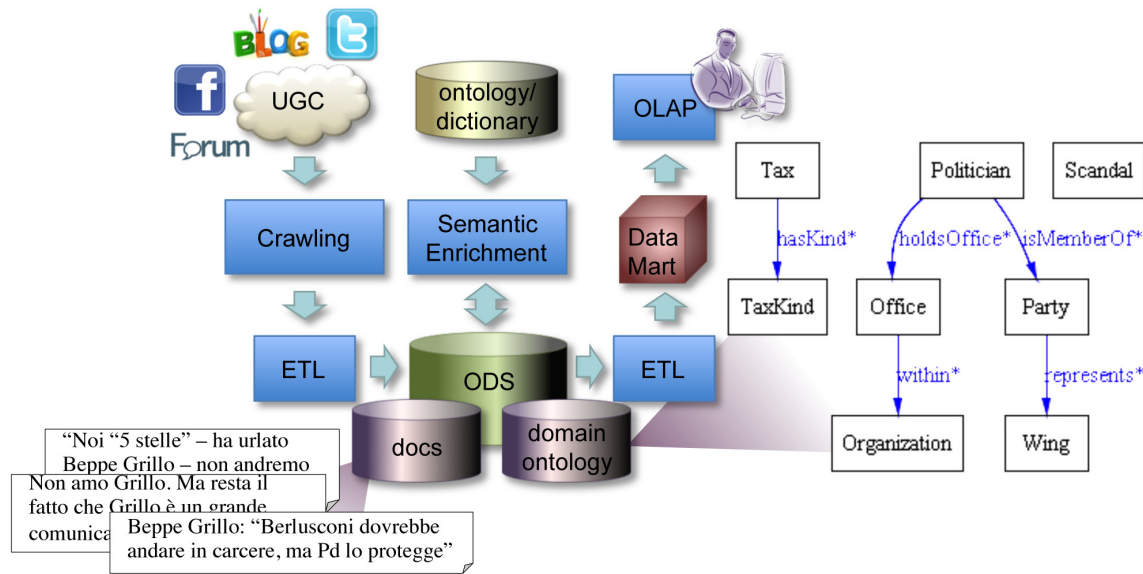 BLOG
UGC
Forum
ontology/
dictionary
OLAP
Crawling
Semantic
Enrichment
Data
Mart
ETL
ODS
ETL
docs
domain
ontology
“Noi “5 stelle” – ha urlato
Beppe Grillo – non andremo
Non amo Grillo. Ma resta il
fatto che Grillo è un grande
comunica
Beppe Grillo: “Berlusconi dovrebbe
andare in carcere, ma Pd lo protegge”
Tax
Politician
Scandal
hasKind*
holdsOffice*
isMemberOf*
TaxKind
Office
Party
within*
represents*
Organization
Wing